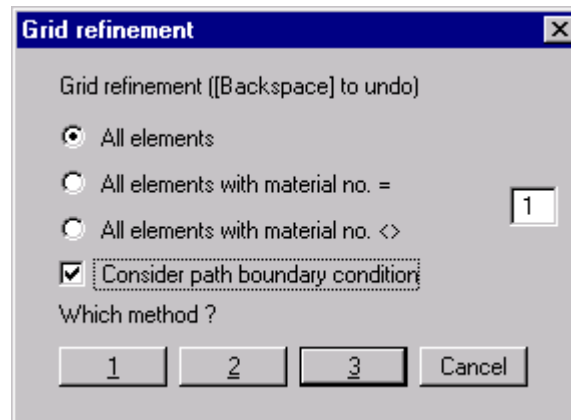 Grid refinement
Grid refinement ([Backspace] to undo)
All elements
All elements with material no. =
1
All elements with material no. <>
Consider path boundary condition
Which method ?
1 2 3 Cancel